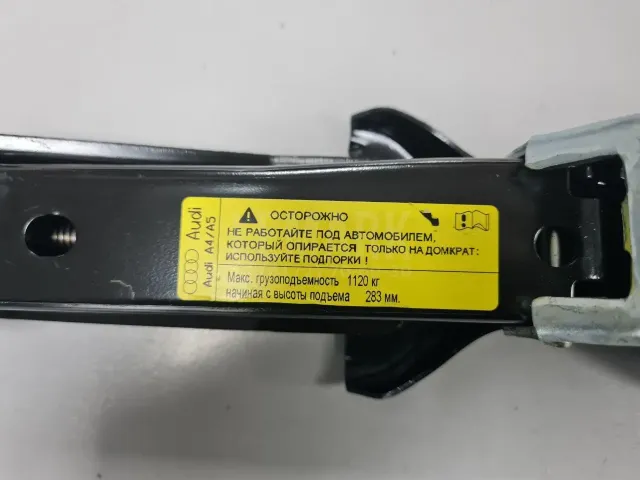 Audi
Audi A4/A5
ОСТОРОЖНО
НЕ РАБОТАЙТЕ ПОД АВТОМОБИЛЕМ,
КОТОРЫЙ ОПИРАЕТСЯ ТОЛЬКО НА ДОМКРАТ:
ИСПОЛЬЗУЙТЕ ПОДПОРКИ !
Макс. грузоподъемность 1120 кг
начиная с высоты подъема 283 мм.